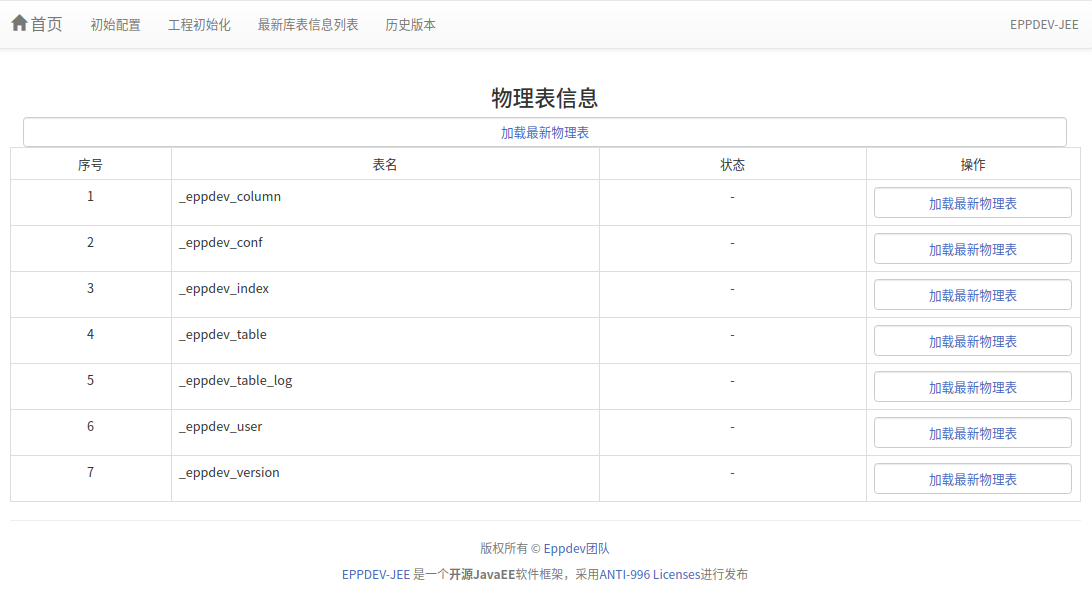 首页 初始配置 工程初始化 最新库表信息列表 历史版本 EPPDEV-JEE
物理表信息
加载最新物理表
序号 表名 状态 操作
1 _eppdev_column - 加载最新物理表
2 _eppdev_conf - 加载最新物理表
3 _eppdev_index - 加载最新物理表
4 _eppdev_table - 加载最新物理表
5 _eppdev_table_log - 加载最新物理表
6 _eppdev_user - 加载最新物理表
7 _eppdev_version - 加载最新物理表
版权所有 © Eppdev团队
EPPDEV-JEE 是一个开源JavaEE软件框架，采用ANTI-996 Licenses进行发布